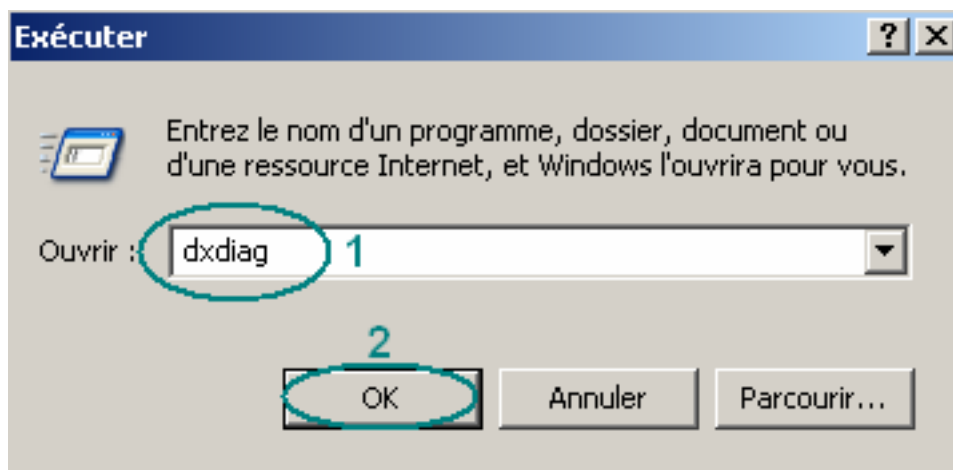 Exécuter
Entrez le nom d'un programme, dossier, document ou
d'une ressource Internet, et Windows l'ouvrira pour vous.
Ouvrir : dxdiag 1
2
OK Annuler Parcourir...